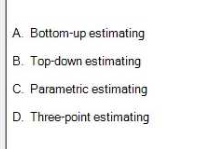 A. Bottom-up estimating
B. Top-down estimating
C. Parametric estimating
D. Three-point estimating